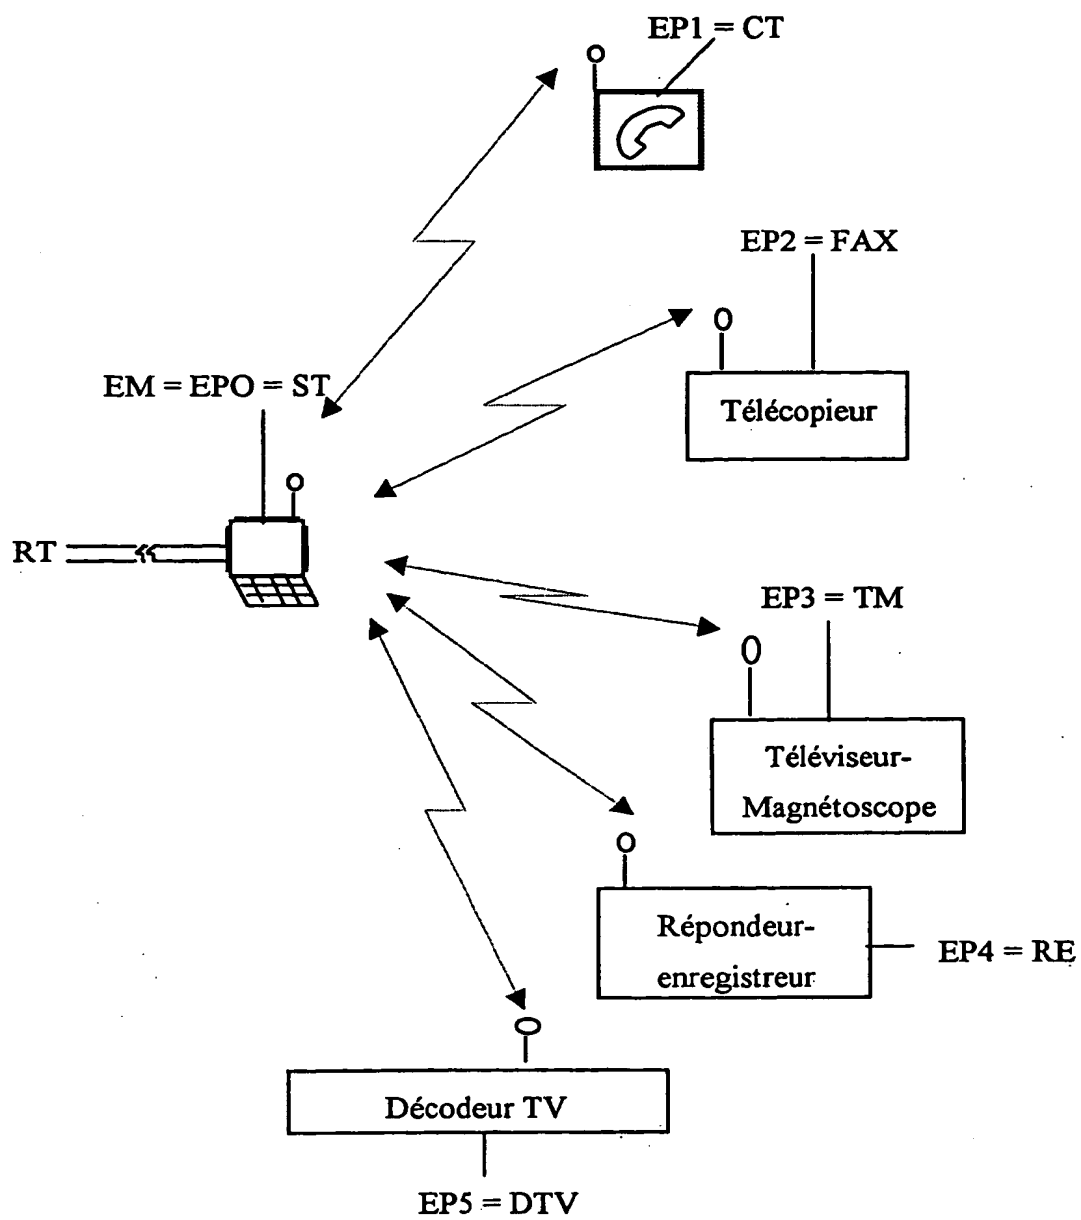 EP1 = CT
EP2 = FAX
Télécopieur
EM = EPO = ST
RT
EP3 = TM
Téléviseur-
Magnétoscope
Répondeur-
enregistreur
EP4 = RE
Décodeur TV
EP5 = DTV